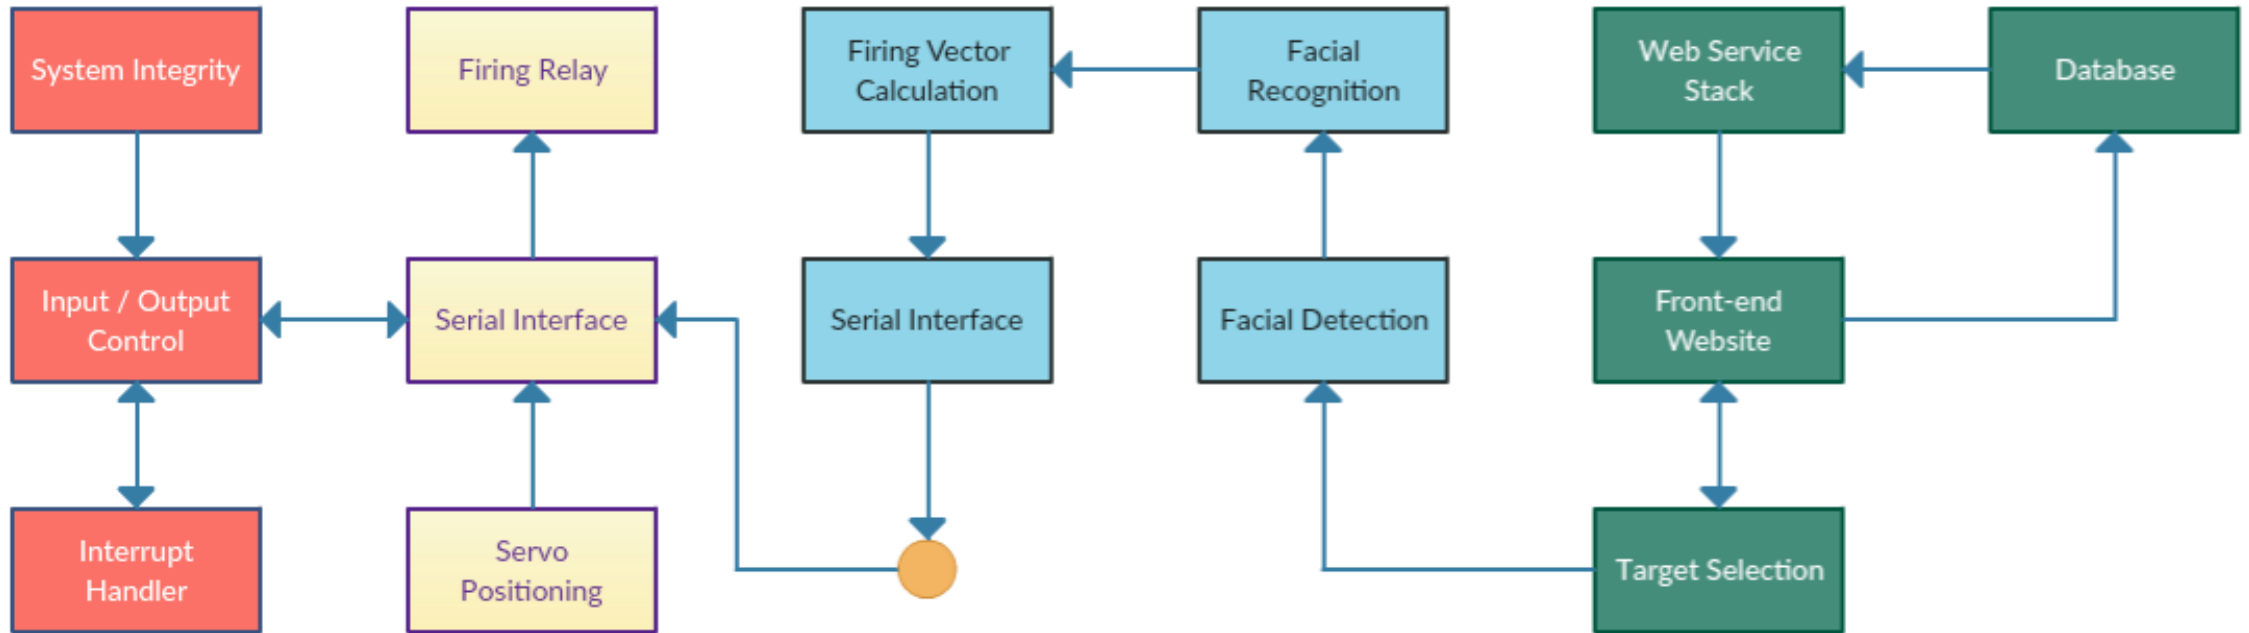 System Integrity
Firing Relay
Firing Vector
Calculation
Facial
Recognition
Web Service
Stack
Database
Input / Output
Control
Serial Interface
Serial Interface
Facial Detection
Front-end
Website
Interrupt
Handler
Servo
Positioning
Target Selection